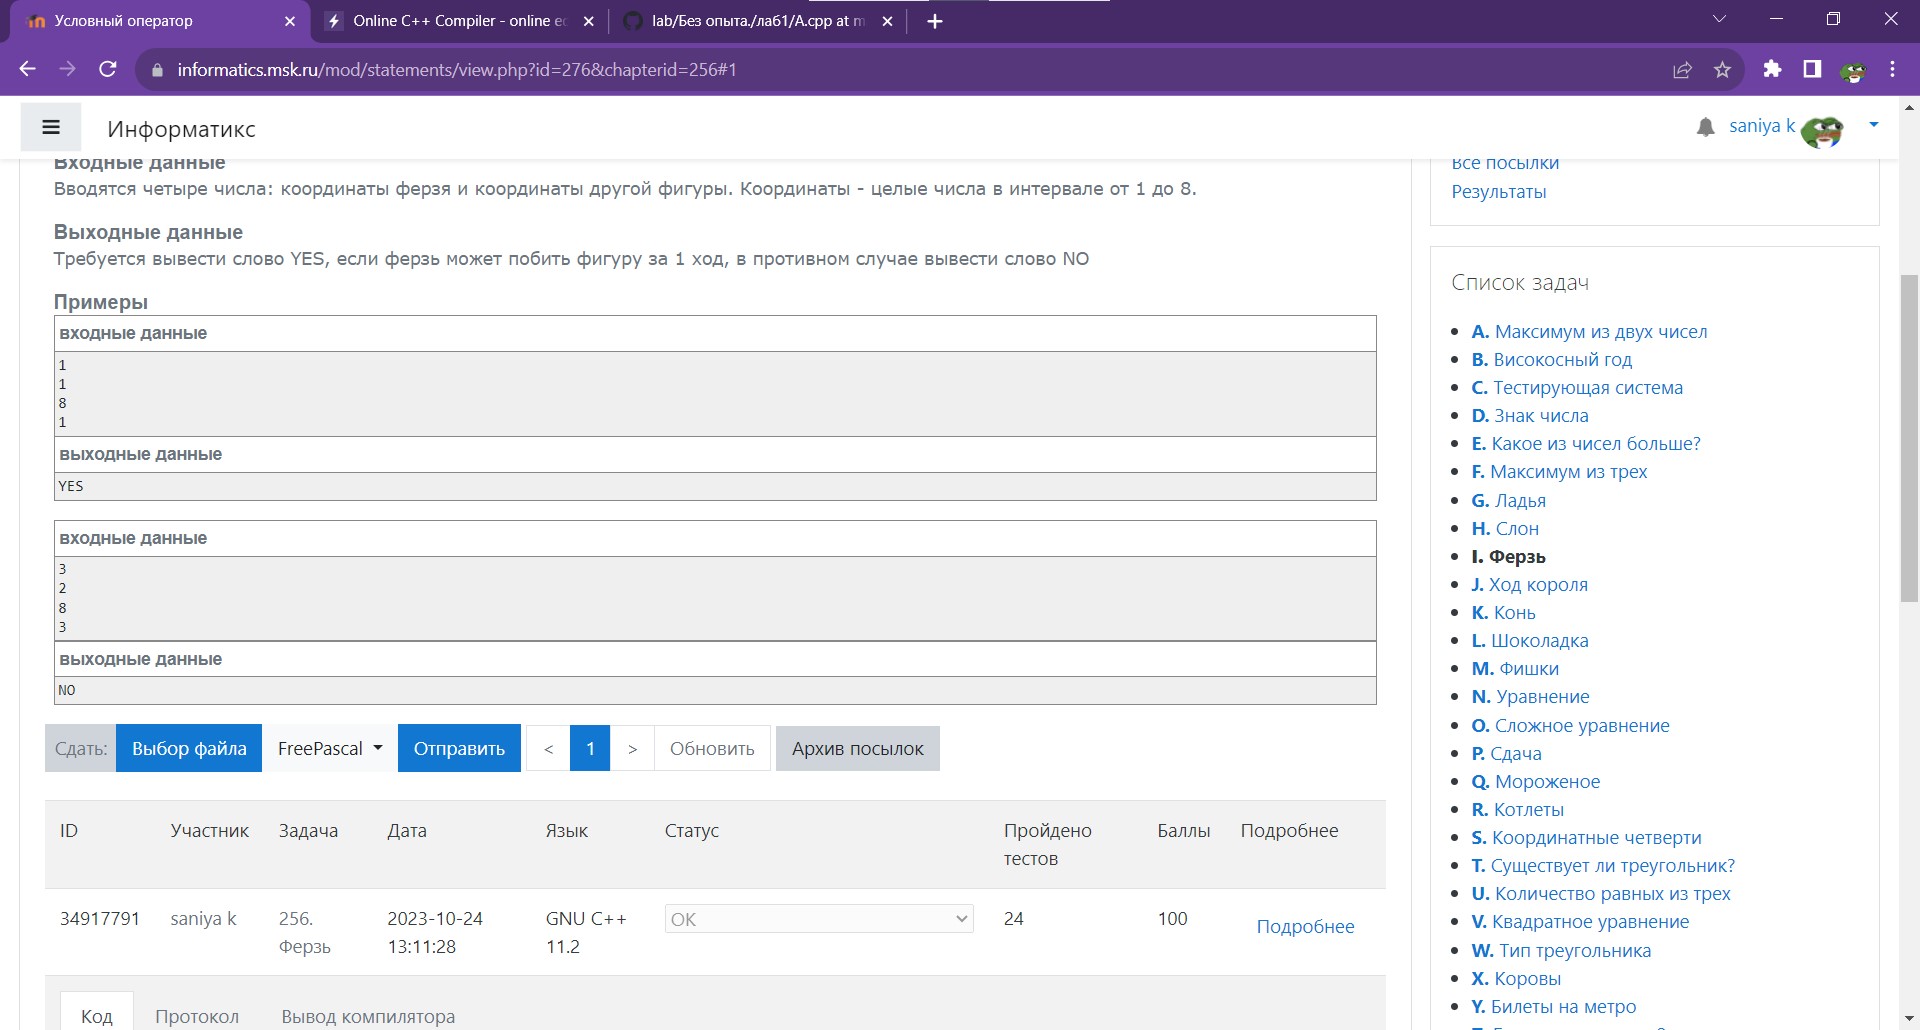 Условный оператор
Online C++ Compiler - online ec
lab/Без опыта./лаб1/A.cpp at m
informatics.msk.ru/mod/statements/view.php?id=276&chapterid=256#1
Информатикс
saniya k
Входные данные
Вводятся четыре числа: координаты ферзя и координаты другой фигуры. Координаты - целые числа в интервале от 1 до 8.
Выходные данные
Требуется вывести слово YES, если ферзь может побить фигуру за 1 ход, в противном случае вывести слово NO
Примеры
входные данные
1
1
8
1
выходные данные
YES
входные данные
3
2
8
3
выходные данные
NO
Сдать: Выбор файла FreePascal Отправить < 1 > Обновить Архив посылок
ID Участник Задача Дата Язык Статус Пройдено тестов Баллы Подробнее
34917791 saniya k 256. Ферзь 2023-10-24 13:11:28 GNU C++ 11.2 OK 24 100 Подробнее
Код Протокол Вывод компилятора
Все посылки
Результаты
Список задач
A. Максимум из двух чисел
B. Високосный год
C. Тестирующая система
D. Знак числа
E. Какое из чисел больше?
F. Максимум из трех
G. Ладья
H. Слон
I. Ферзь
J. Ход короля
K. Конь
L. Шоколадка
M. Фишки
N. Уравнение
O. Сложное уравнение
P. Сдача
Q. Мороженое
R. Котлеты
S. Координатные четверти
T. Существует ли треугольник?
U. Количество равных из трех
V. Квадратное уравнение
W. Тип треугольника
X. Коровы
Y. Билеты на метро